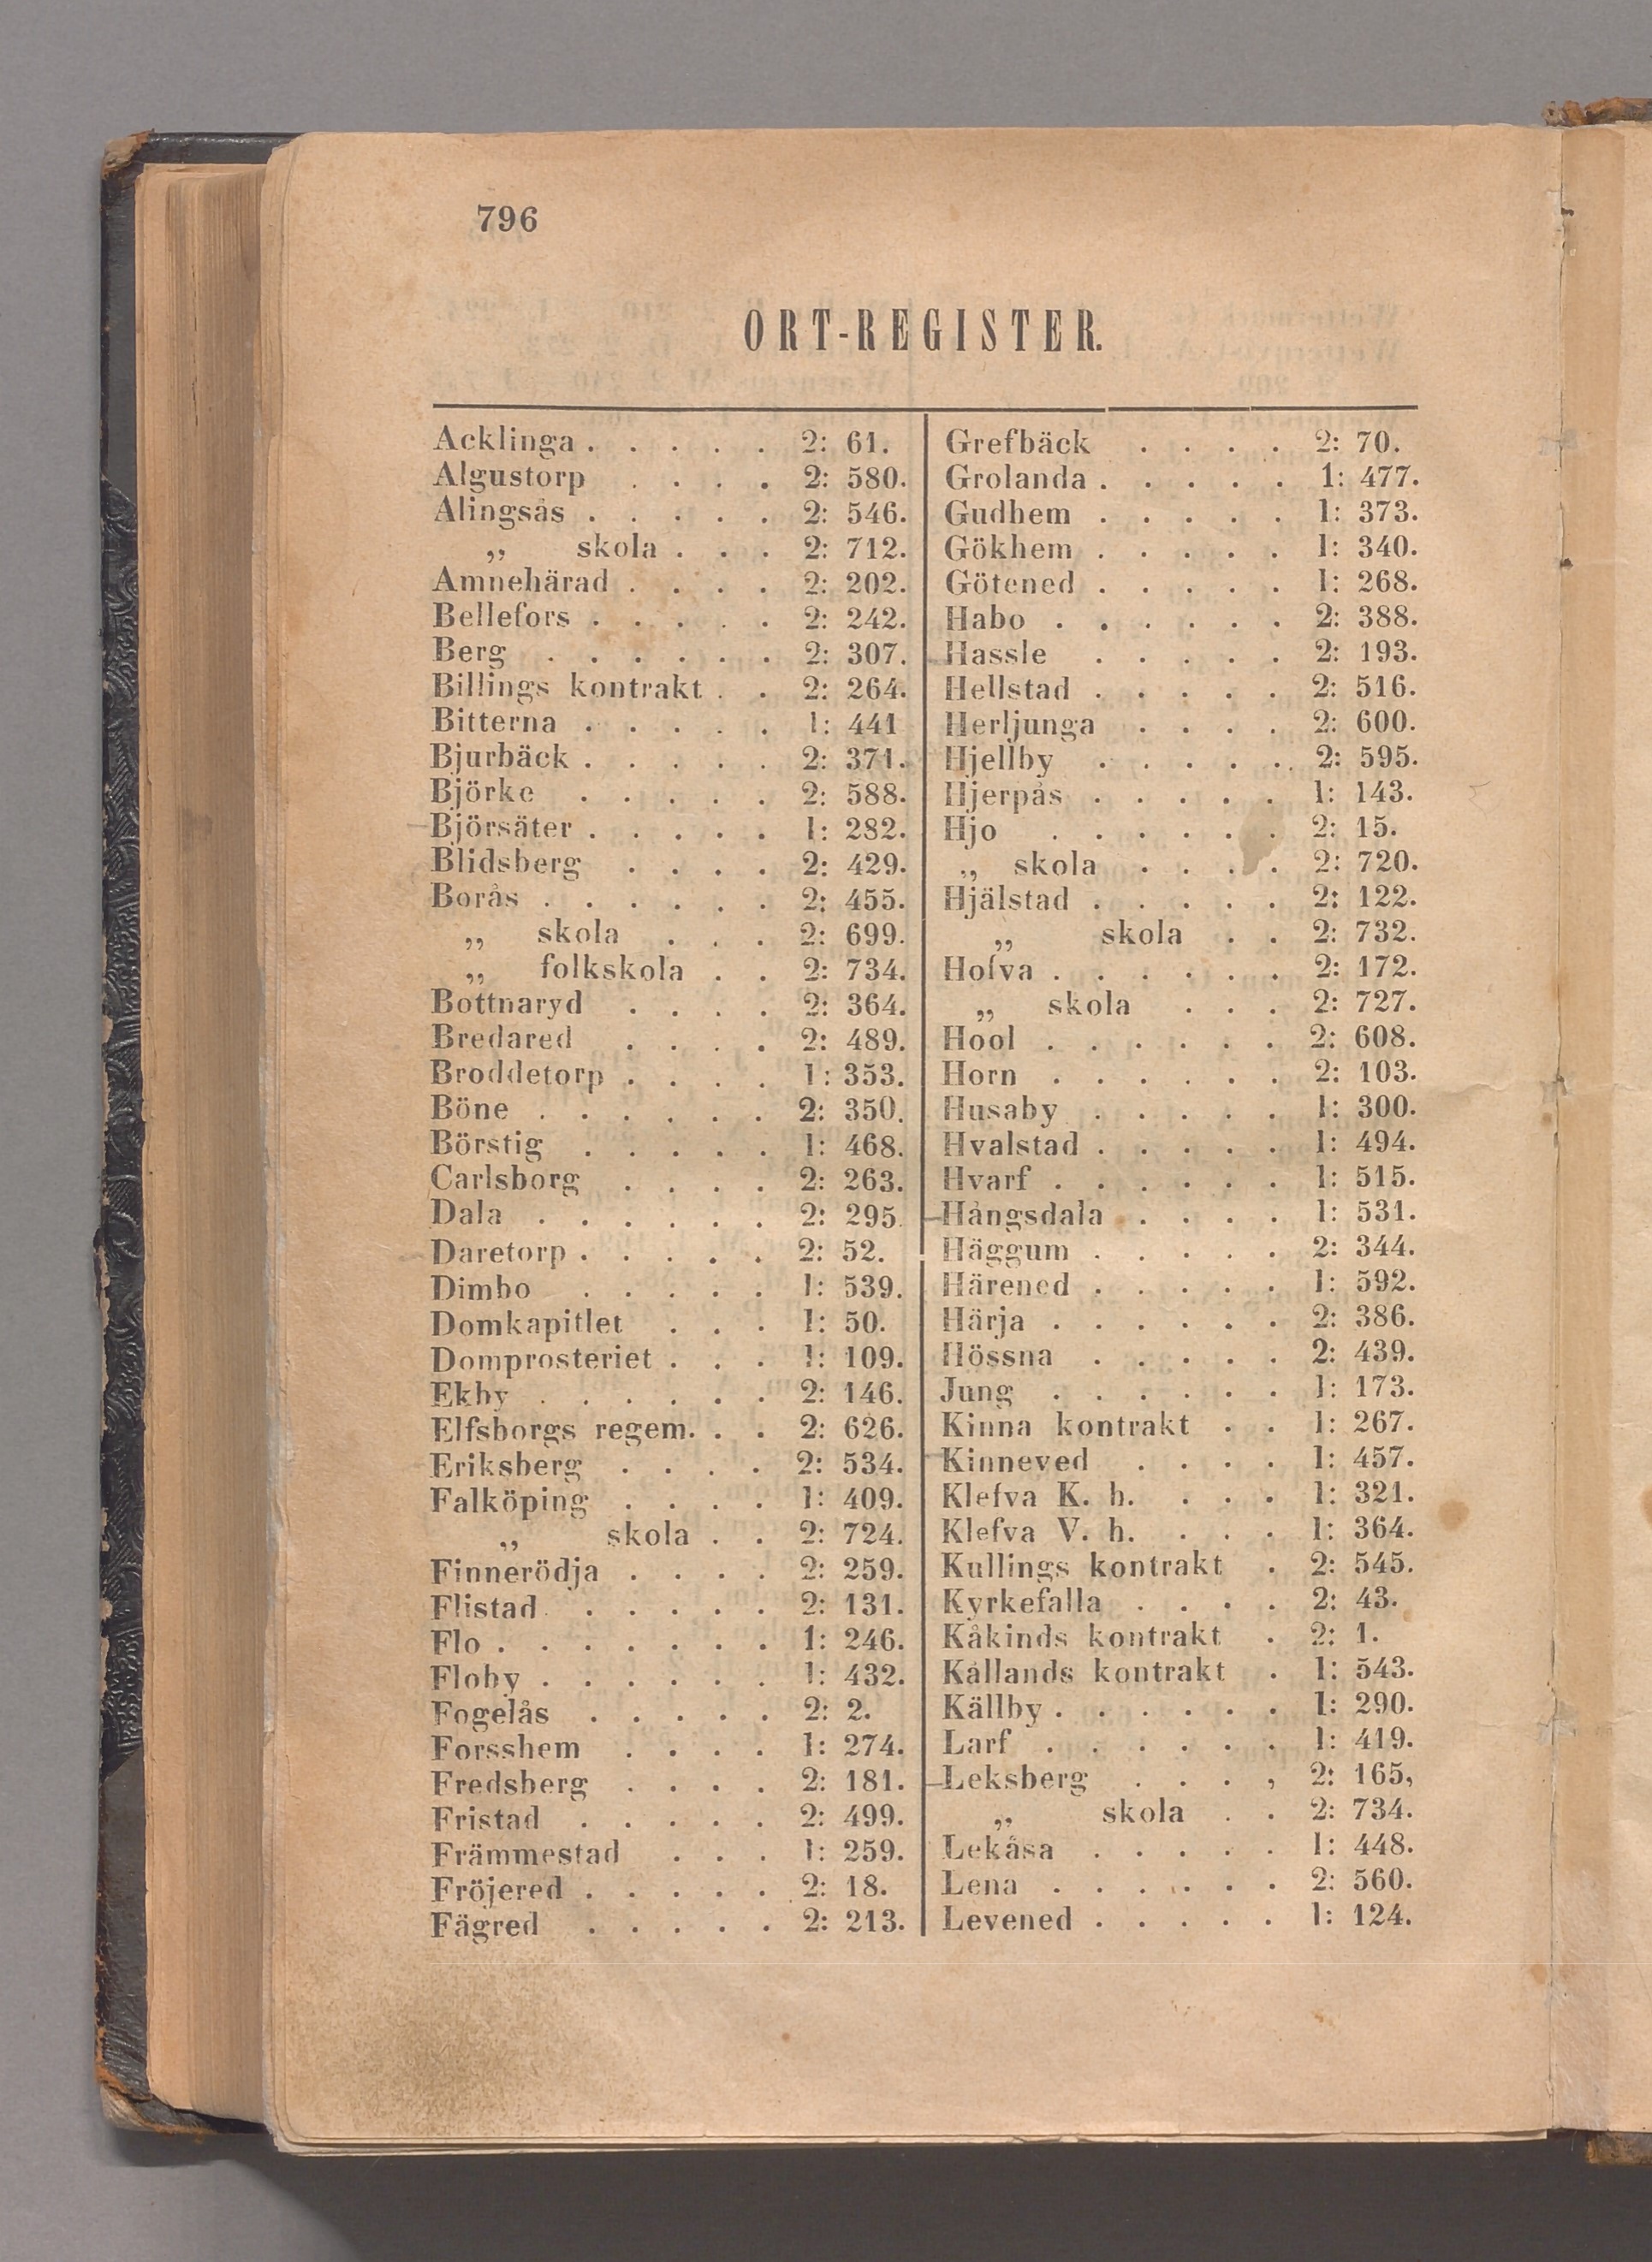 796
ORT-REGISTER.
Acklinga . . . . . 2: 61.
Algustorp . . . . 2: 580.
Alingsås . . . . . 2: 546.
„ skola . . . 2: 712.
Amnehärad . . . . 2: 202.
Bellefors . . . . . 2: 242.
Berg . . . . . . 2: 307.
Billings kontrakt . . 2: 264.
Bitterna . . . . . 1: 441
Bjurbäck . . . . . 2: 371.
Björke . . . . . 2: 588.
Björsäter . . . . . 1: 282.
Blidsberg . . . . 2: 429.
Borås . . . . . . 2: 455.
„ skola . . . 2: 699.
„ folkskola . . 2: 734.
Bottnaryd . . . . 2: 364.
Bredared . . . . 2: 489.
Broddetorp . . . . 1: 353.
Böne . . . . . . 2: 350.
Börstig . . . . . 1: 468.
Carlsborg . . . . 2: 263.
Dala . . . . . . 2: 295.
Daretorp . . . . . 2: 52.
Dimbo . . . . . 1: 539.
Domkapitlet . . . 1: 50.
Domprosteriet . . . 1: 109.
Ekby . . . . . . 2: 146.
Elfsborgs regem. . . 2: 626.
Eriksberg . . . . 2: 534.
Falköping . . . . 1: 409.
„ skola . . 2: 724.
Finnerödja . . . . 2: 259.
Flistad . . . . . 2: 131.
Flo . . . . . . . 1: 246.
Floby . . . . . . 1: 432.
Fogelås . . . . . 2: 2.
Forsshem . . . . 1: 274.
Fredsberg . . . . 2: 181.
Fristad . . . . . 2: 499.
Främmestad . . . 1: 259.
Fröjered . . . . . 2: 18.
Fägred . . . . . 2: 213.
Grefbäck . . . . 2: 70.
Grolanda . . . . . 1: 477.
Gudhem . . . . . 1: 373.
Gökhem . . . . . 1: 340.
Götened . . . . . 1: 268.
Habo . . . . . . 2: 388.
Hassle . . . . . 2: 193.
Hellstad . . . . . 2: 516.
Herljunga . . . . 2: 600.
Hjellby . . . . . 2: 595.
Hjerpås . . . . . 1: 143.
Hjo . . . . . . 2: 15.
„ skola . . . . 2: 720.
Hjälstad . . . . . 2: 122.
„ skola . . 2: 732.
Hofva . . . . . . 2: 172.
„ skola . . . 2: 727.
Hool . . . . . . 2: 608.
Horn . . . . . . 2: 103.
Husaby . . . . . 1: 300.
Hvalstad . . . . . 1: 494.
Hvarf . . . . . . 1: 515.
Hångsdala . . . . 1: 531.
Häggum . . . . . 2: 344.
Härened . . . . . 1: 592.
Härja . . . . . . 2: 386.
Hössna . . . . . 2: 439.
Jung . . . . . . 1: 173.
Kinna kontrakt . . 1: 267.
Kinneved . . . . 1: 457.
Klefva K. h. . . . 1: 321.
Klefva V. h. . . . 1: 364.
Kullings kontrakt . 2: 545.
Kyrkefalla . . . . 2: 43.
Kåkinds kontrakt . 2: 1.
Kållands kontrakt . 1: 543.
Källby . . . . . . 1: 290.
Larf . . . . . . 1: 419.
Leksberg . . . , 2: 165,
„ skola . . 2: 734.
Lekåsa . . . . . 1: 448.
Lena . . . . . . 2: 560.
Levened . . . . . 1: 124.